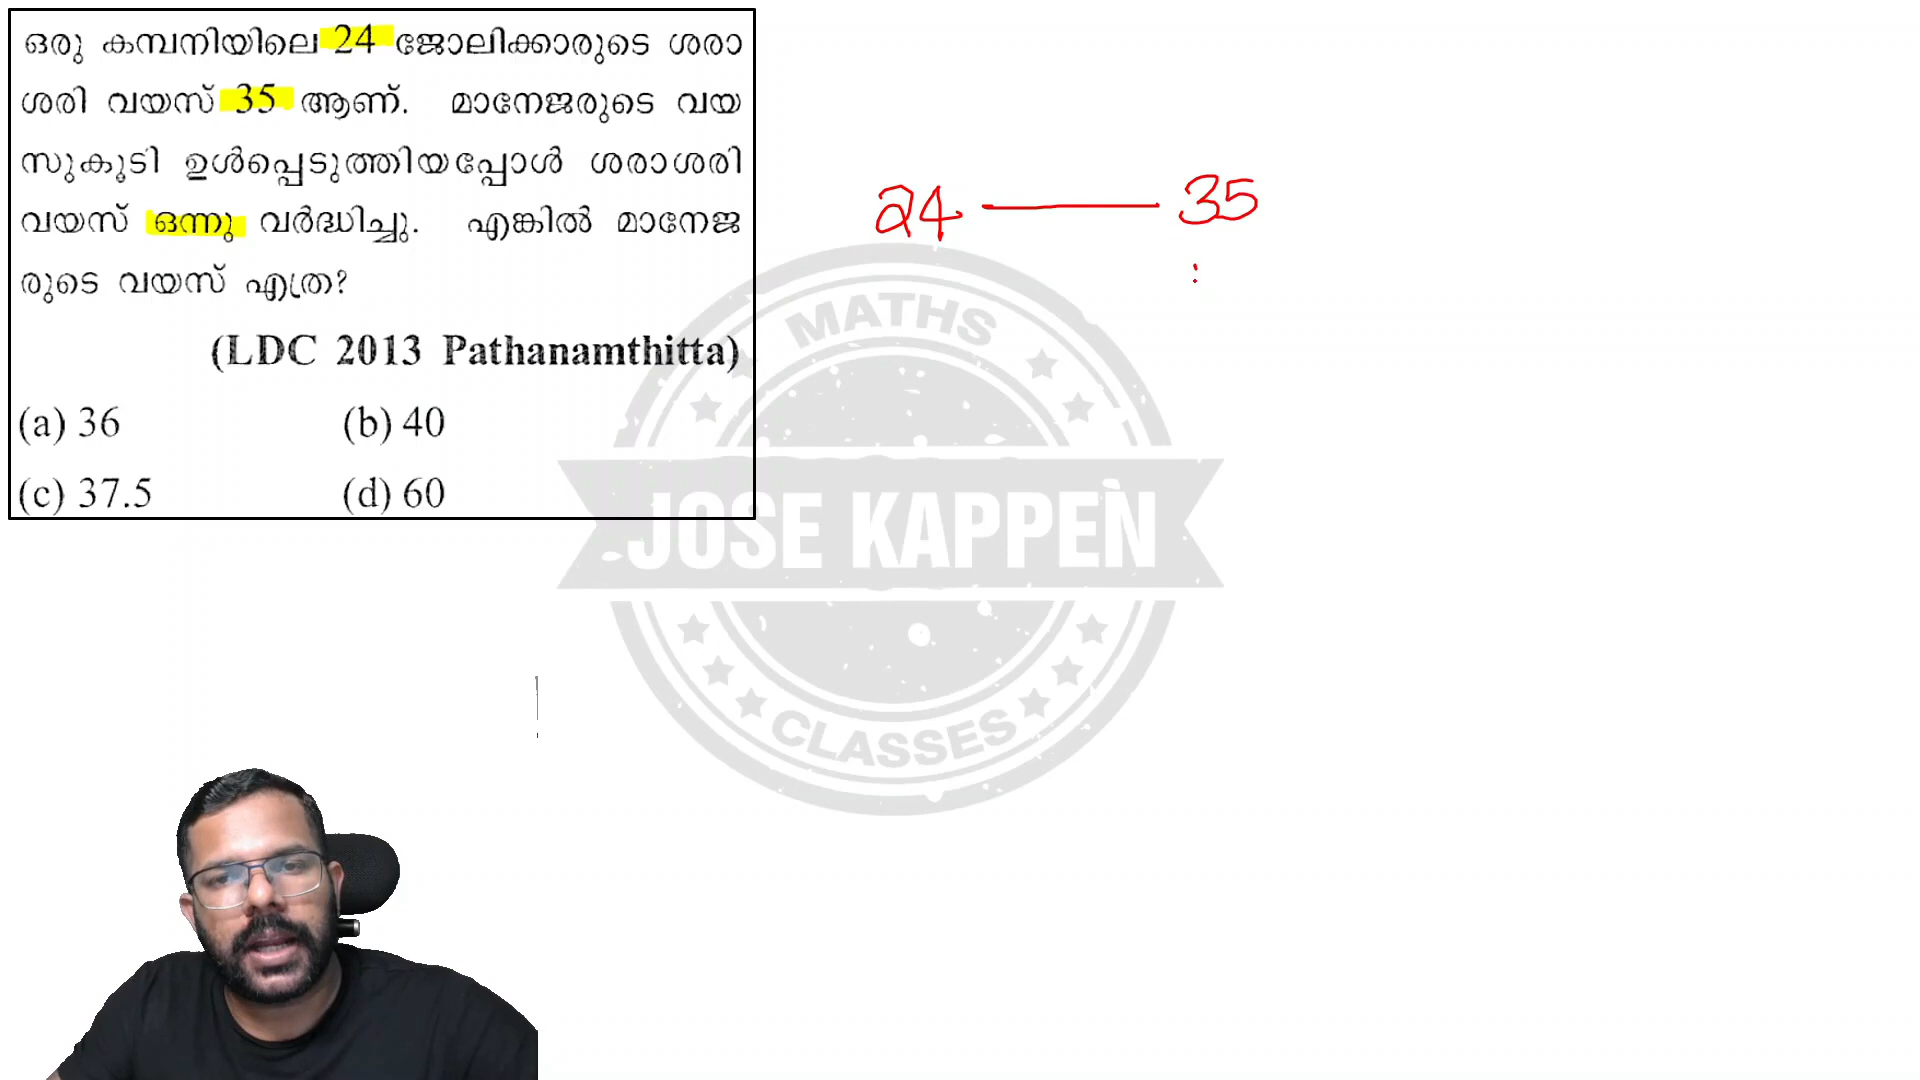 ഒരു കമ്പനിയിലെ 24 ജോലിക്കാരുടെ ശരാ
ശരി വയസ് 35 ആണ്. മാനേജരുടെ വയ
സുകൂടി ഉൾപ്പെടുത്തിയപ്പോൾ ശരാശരി
വയസ് ഒന്നു വർദ്ധിച്ചു. എങ്കിൽ മാനേജ
രുടെ വയസ് എത്ര?
(LDC 2013 Pathanamthitta)
(a) 36 (b) 40
(c) 37.5 (d) 60
24 — 35
MATHS
JOSE KAPPEN
CLASSES